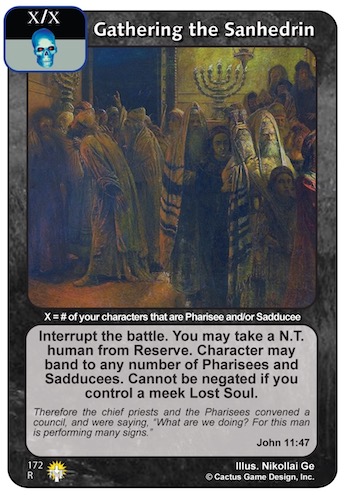 X/X
Gathering the Sanhedrin
X = # of your characters that are Pharisee and/or Sadducee
Interrupt the battle. You may take a N.T.
human from Reserve. Character may
band to any number of Pharisees and
Sadducees. Cannot be negated if you
control a meek Lost Soul.
Therefore the chief priests and the Pharisees convened a
council, and were saying, "What are we doing? For this man
is performing many signs."
John 11:47
172
R
Illus. Nikollai Ge
© Cactus Game Design, Inc.